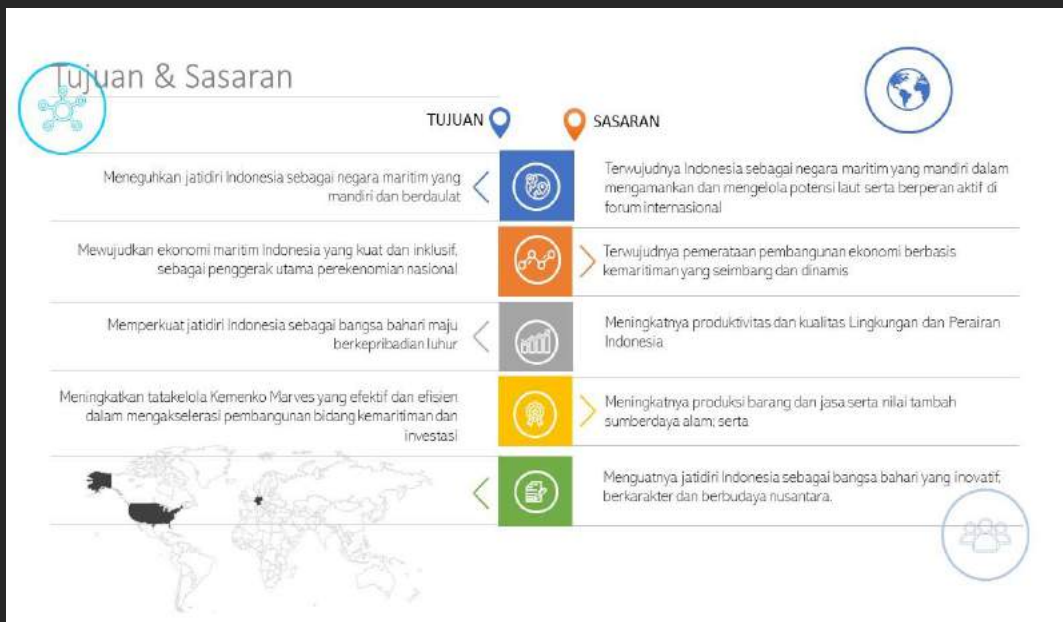 Tujuan & Sasaran
TUJUAN
SASARAN
Meneguhkan jatidiri Indonesia sebagai negara maritim yang
mandiri dan berdaulat
Terwujudnya Indonesia sebagai negara maritim yang mandiri dalam
mengamankan dan mengelola potensi laut serta berperan aktif di
forum internasional
Mewujudkan ekonomi maritim Indonesia yang kuat dan inklusif,
sebagai penggerak utama perekenomian nasional
Terwujudnya pemerataan pembangunan ekonomi berbasis
kemaritiman yang seimbang dan dinamis
Memperkuat jatidiri Indonesia sebagai bangsa bahari maju
berkepribadian luhur
Meningkatnya produktivitas dan kualitas Lingkungan dan Perairan
Indonesia
Meningkatkan tatakelola Kemenko Marves yang efektif dan efisien
dalam mengakselerasi pembangunan bidang kemaritiman dan
investasi
Meningkatnya produksi barang dan jasa serta nilai tambah
sumberdaya alam; serta
Menguatnya jatidiri Indonesia sebagai bangsa bahari yang inovatif,
berkarakter dan berbudaya nusantara.